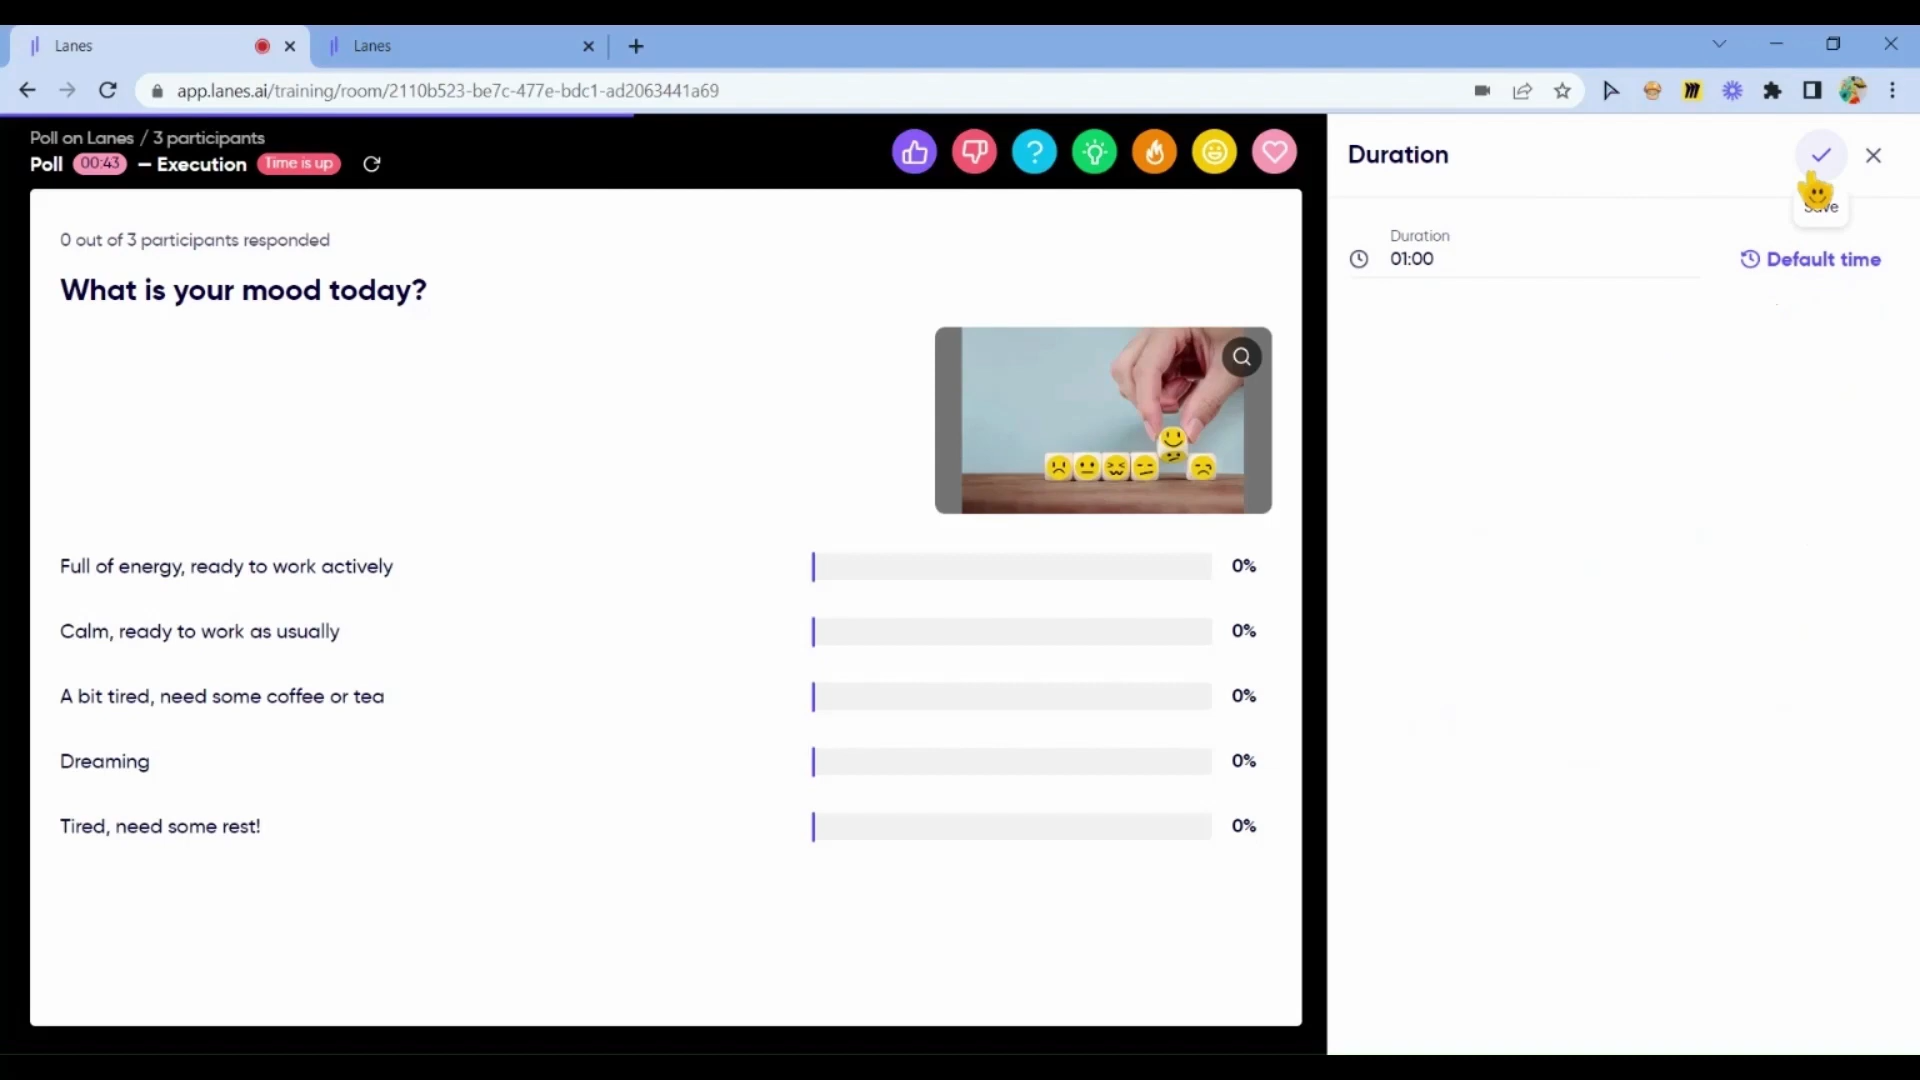 Lanes
Lanes
app.lanes.ai/training/room/2110b523-be7c-477e-bdc1-ad2063441a69
Poll on Lanes / 3 participants
Poll 00:43 – Execution Time is up
Duration
Save
Duration
01:00
Default time
0 out of 3 participants responded
What is your mood today?
Full of energy, ready to work actively 0%
Calm, ready to work as usually 0%
A bit tired, need some coffee or tea 0%
Dreaming 0%
Tired, need some rest! 0%